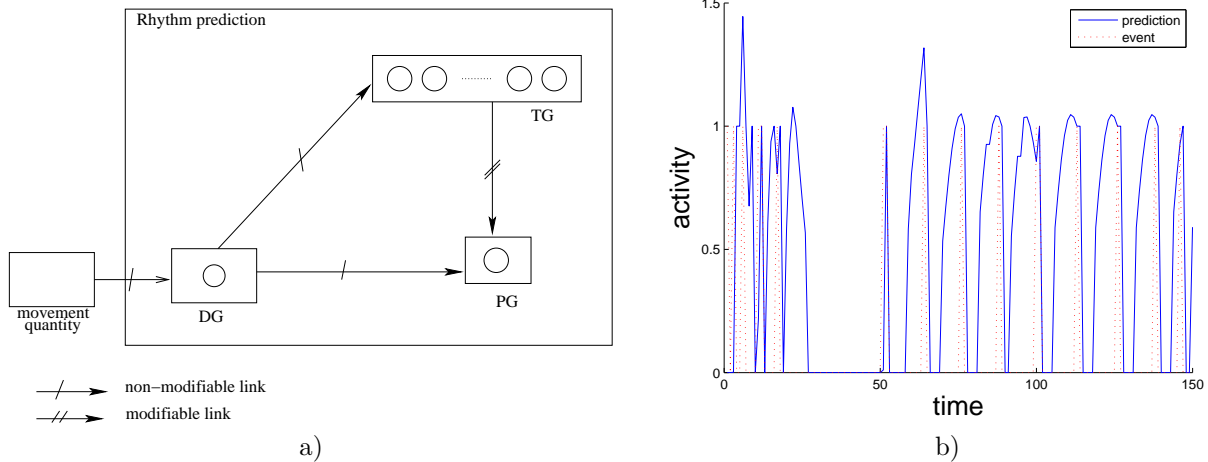 Rhythm prediction
TG
movement
quantity
DG
PG
non-modifiable link
modifiable link
a)
1.5
1
0.5
0
activity
prediction
event
0
50
100
150
time
b)